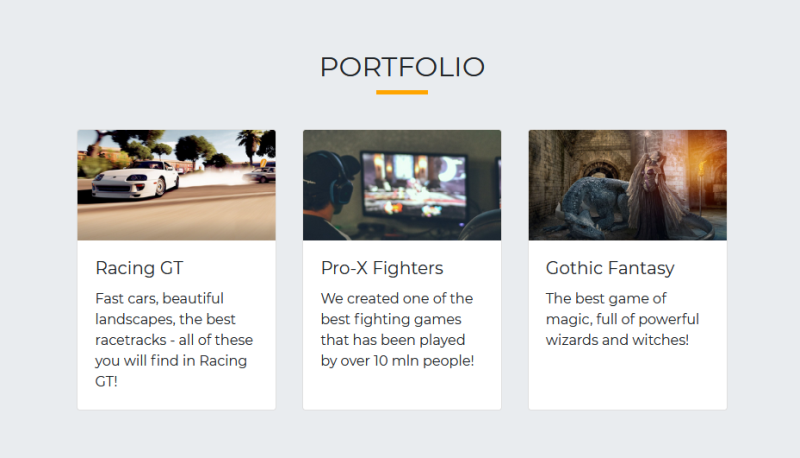 PORTFOLIO
Racing GT
Fast cars, beautiful
landscapes, the best
racetracks - all of these
you will find in Racing
GT!
Pro-X Fighters
We created one of the
best fighting games
that has been played
by over 10 mln people!
Gothic Fantasy
The best game of
magic, full of powerful
wizards and witches!